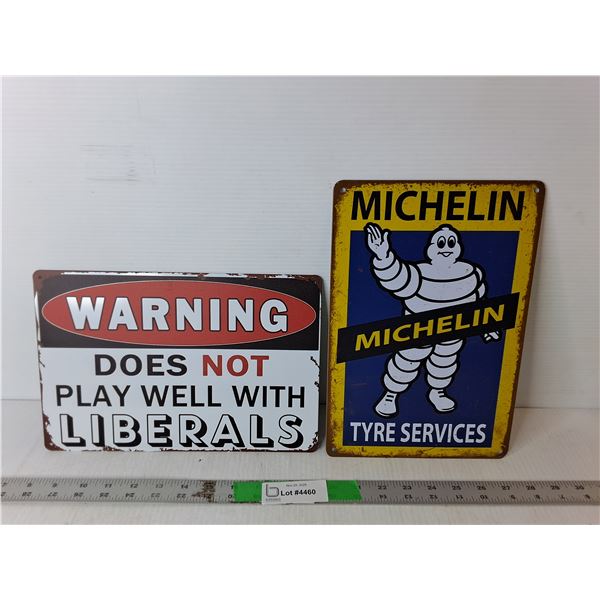 WARNING
DOES NOT
PLAY WELL WITH
LIBERALS
MICHELIN
MICHELIN
TYRE SERVICES
Lot #4460